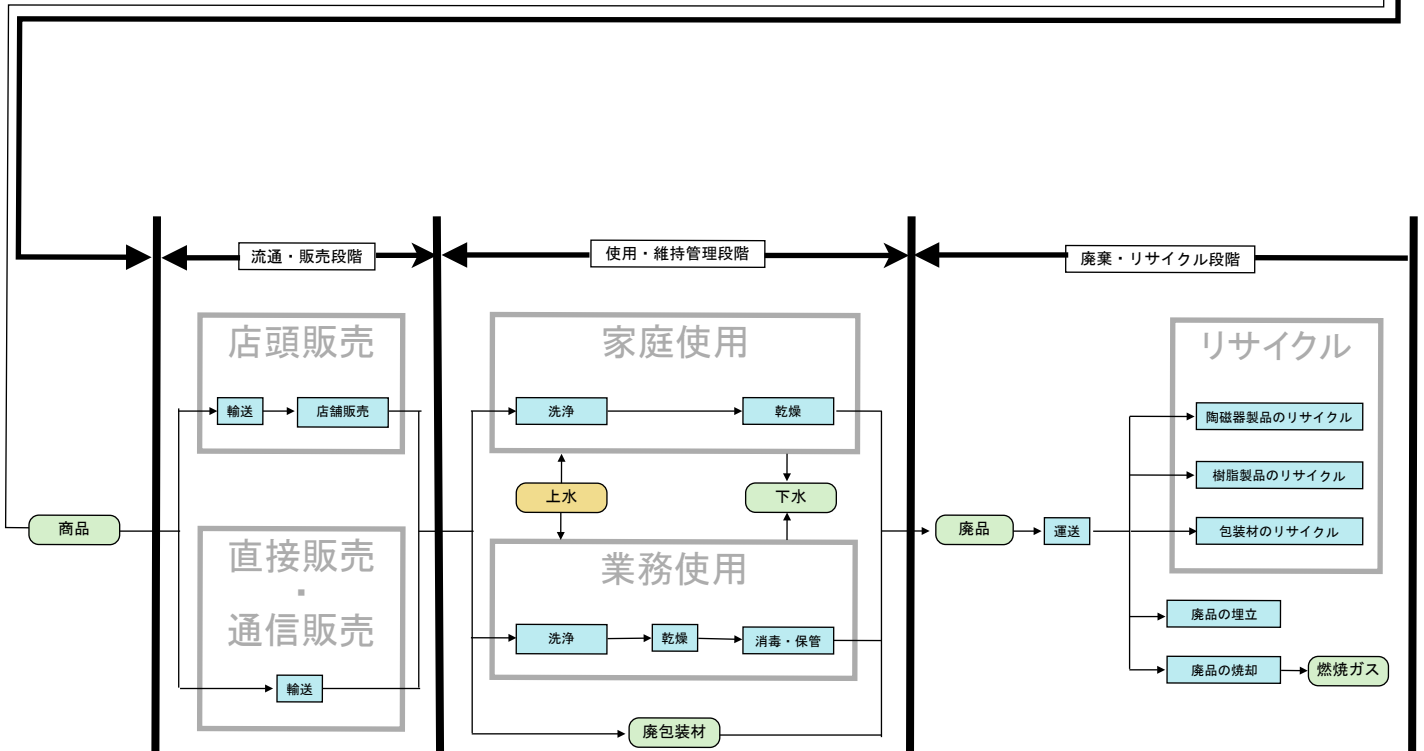 流通・販売段階
使用・維持管理段階
廃棄・リサイクル段階
店頭販売
輸送
店舗販売
商品
直接販売
・
通信販売
輸送
家庭使用
洗浄
乾燥
上水
下水
業務使用
洗浄
乾燥
消毒・保管
廃包装材
廃品
運送
リサイクル
陶磁器製品のリサイクル
樹脂製品のリサイクル
包装材のリサイクル
廃品の埋立
廃品の焼却
燃焼ガス